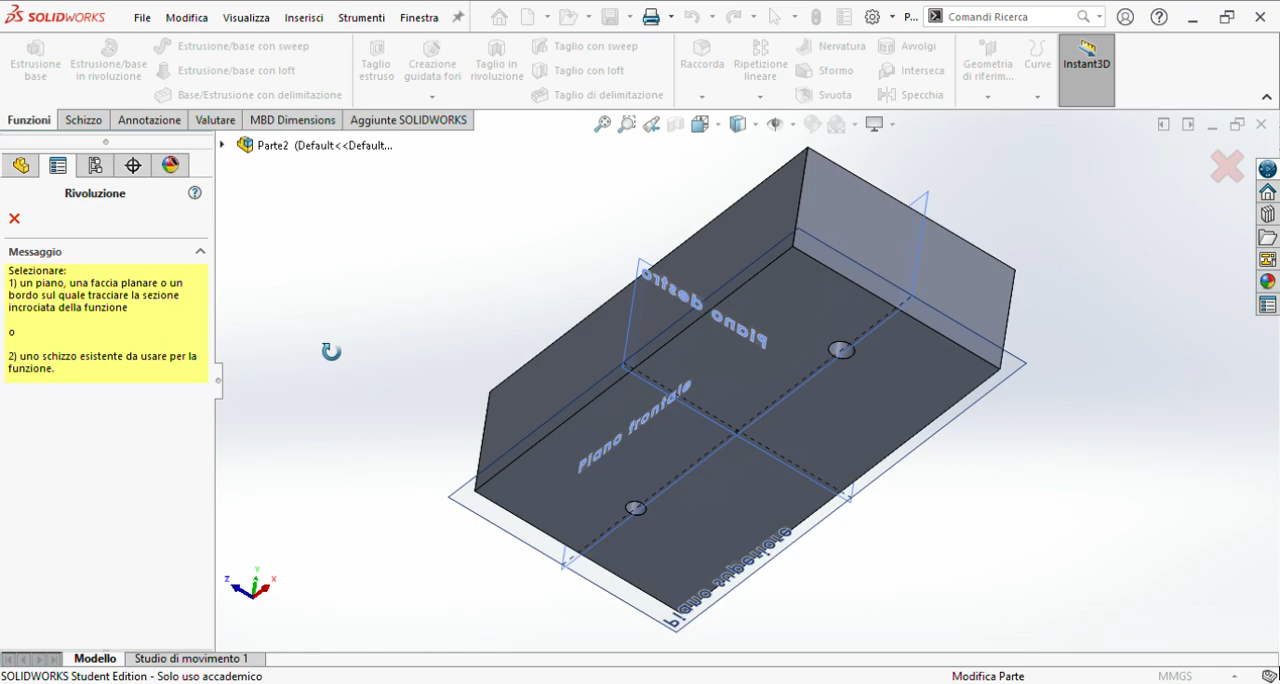 SOLIDWORKS
File
Modifica
Visualizza
Inserisci
Strumenti
Finestra
P...
Comandi Ricerca
Estrusione base
Estrusione/base in rivoluzione
Estrusione/base con sweep
Estrusione/base con loft
Base/Estrusione con delimitazione
Taglio estruso
Creazione guidata fori
Taglio in rivoluzione
Taglio con sweep
Taglio con loft
Taglio di delimitazione
Raccorda
Ripetizione lineare
Nervatura
Sformo
Svuota
Avvolgi
Interseca
Specchia
Geometria di riferim...
Curve
Instant3D
Funzioni
Schizzo
Annotazione
Valutare
MBD Dimensions
Aggiunte SOLIDWORKS
Parte2 (Default<<Default...
Rivoluzione
Messaggio
Selezionare:
1) un piano, una faccia planare o un
bordo sul quale tracciare la sezione
incrociata della funzione
o
2) uno schizzo esistente da usare per la
funzione.
Piano destro
Piano frontale
Piano superiore
Z
Y
X
Modello
Studio di movimento 1
SOLIDWORKS Student Edition - Solo uso accademico
Modifica Parte
MMGS